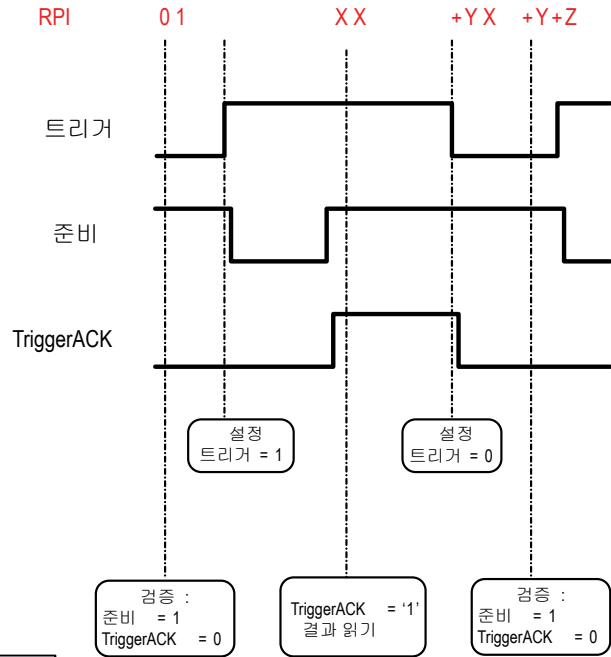 RPI 0 1 X X +Y X +Y+Z
트리거
준비
TriggerACK
설정
트리거 = 1
설정
트리거 = 0
검증 :
준비 = 1
TriggerACK = 0
TriggerACK = ‘1’
결과 읽기
검증 :
준비 = 1
TriggerACK = 0